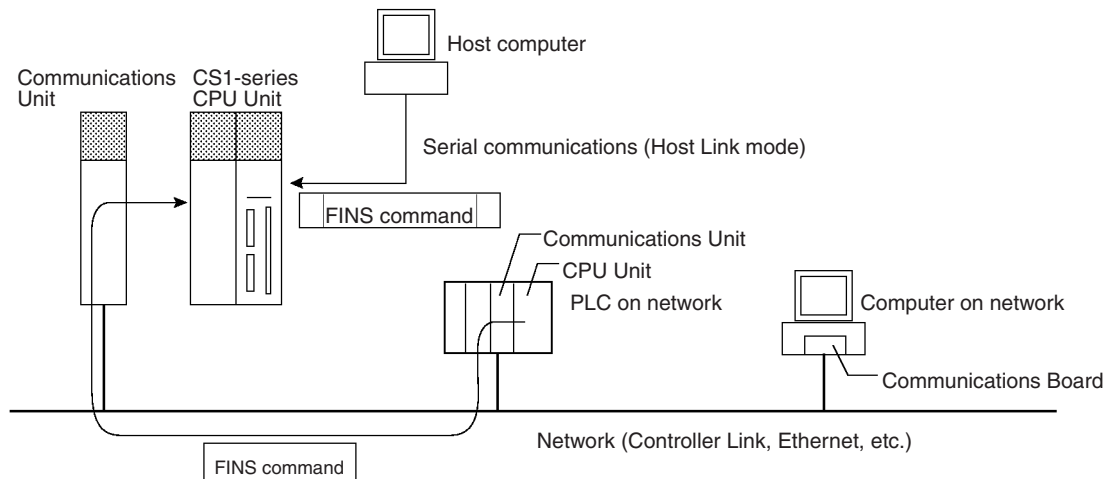 Host computer
Communications
Unit
CS1-series
CPU Unit
Serial communications (Host Link mode)
FINS command
Communications Unit
CPU Unit
PLC on network
Computer on network
Communications Board
Network (Controller Link, Ethernet, etc.)
FINS command